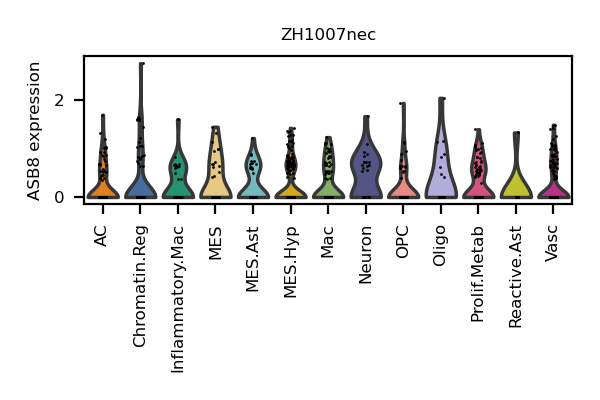 ZH1007nec
ASB8 expression
2
0
AC
Chromatin.Reg
Inflammatory.Mac
MES
MES.Ast
MES.Hyp
Mac
Neuron
OPC
Oligo
Prolif.Metab
Reactive.Ast
Vasc